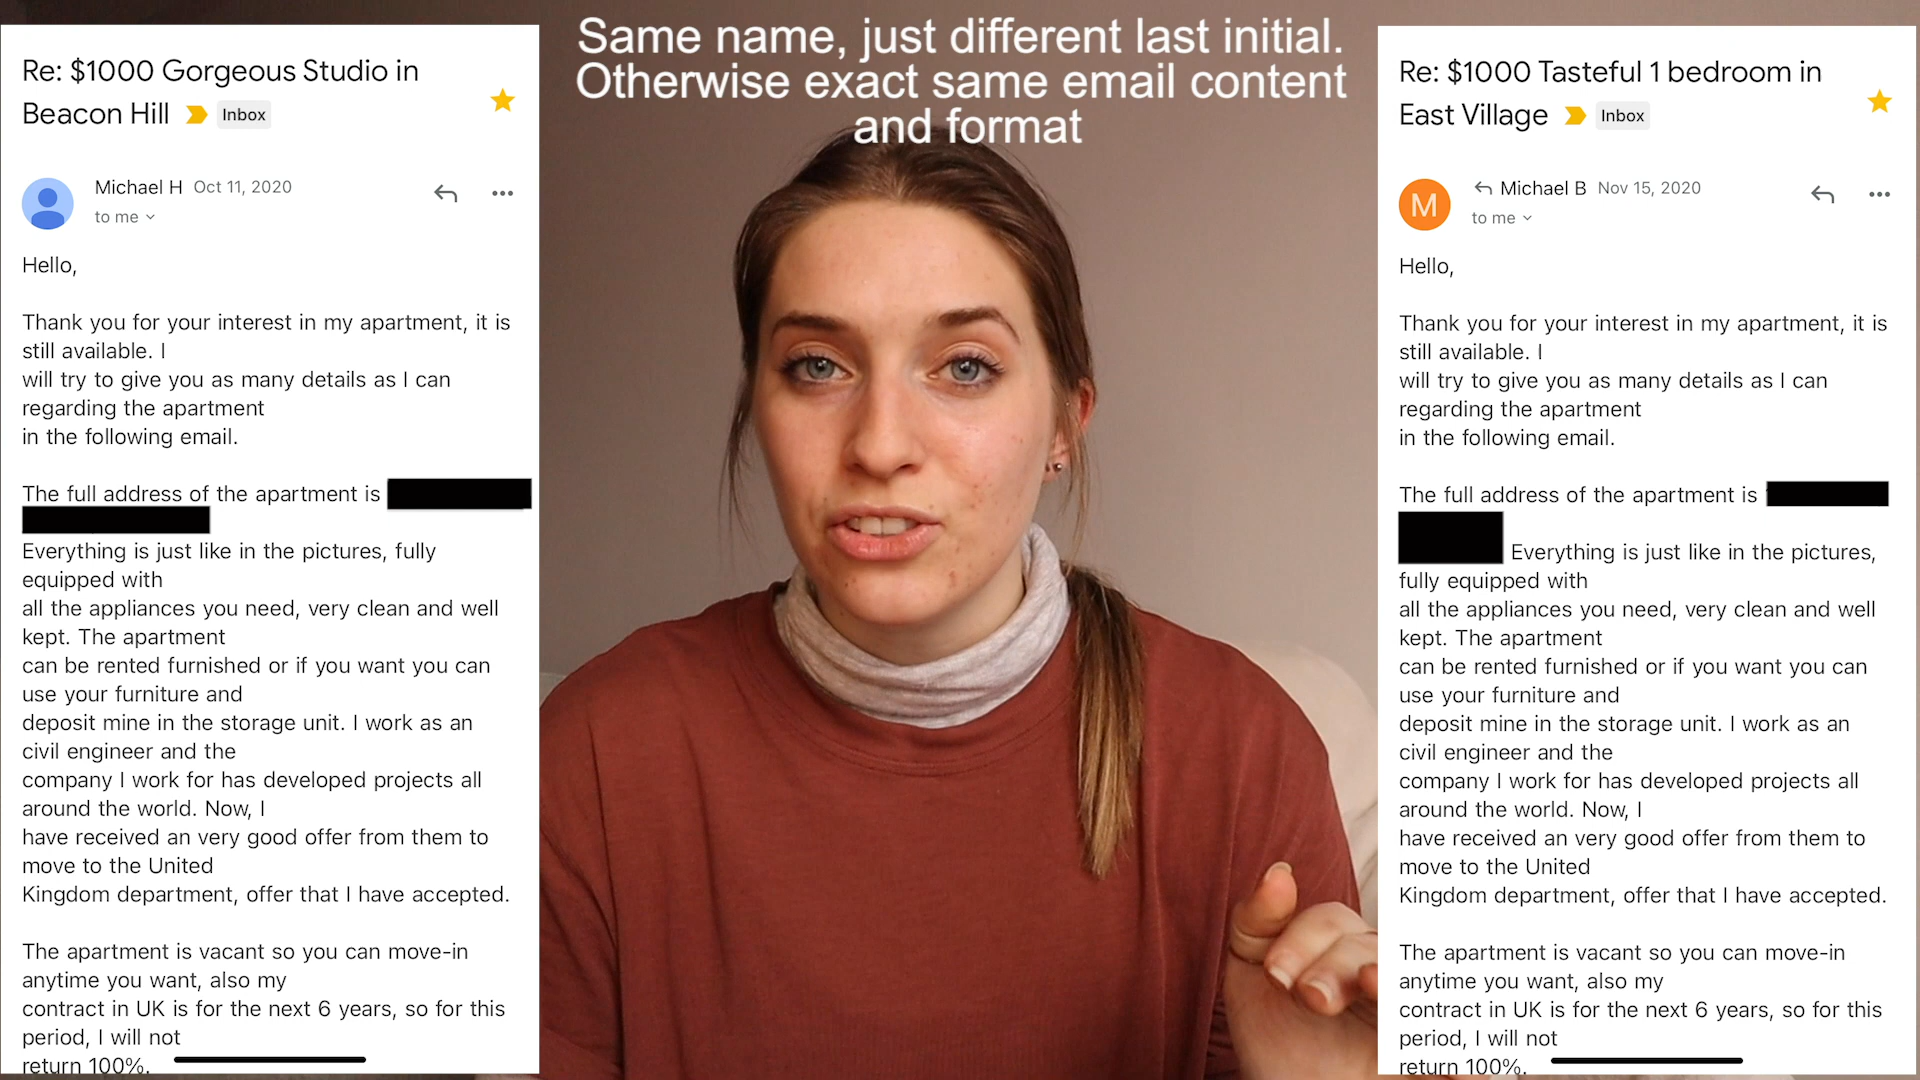 Re: $1000 Gorgeous Studio in
Beacon Hill Inbox
Michael H Oct 11, 2020
to me
Hello,
Thank you for your interest in my apartment, it is
still available. I
will try to give you as many details as I can
regarding the apartment
in the following email.
The full address of the apartment is
Everything is just like in the pictures, fully
equipped with
all the appliances you need, very clean and well
kept. The apartment
can be rented furnished or if you want you can
use your furniture and
deposit mine in the storage unit. I work as an
civil engineer and the
company I work for has developed projects all
around the world. Now, I
have received an very good offer from them to
move to the United
Kingdom department, offer that I have accepted.
The apartment is vacant so you can move-in
anytime you want, also my
contract in UK is for the next 6 years, so for this
period, I will not
return 100%.
Same name, just different last initial.
Otherwise exact same email content
and format
Re: $1000 Tasteful 1 bedroom in
East Village Inbox
M
Michael B Nov 15, 2020
to me
Hello,
Thank you for your interest in my apartment, it is
still available. I
will try to give you as many details as I can
regarding the apartment
in the following email.
The full address of the apartment is
Everything is just like in the pictures,
fully equipped with
all the appliances you need, very clean and well
kept. The apartment
can be rented furnished or if you want you can
use your furniture and
deposit mine in the storage unit. I work as an
civil engineer and the
company I work for has developed projects all
around the world. Now, I
have received an very good offer from them to
move to the United
Kingdom department, offer that I have accepted.
The apartment is vacant so you can move-in
anytime you want, also my
contract in UK is for the next 6 years, so for this
period, I will not
return 100%.